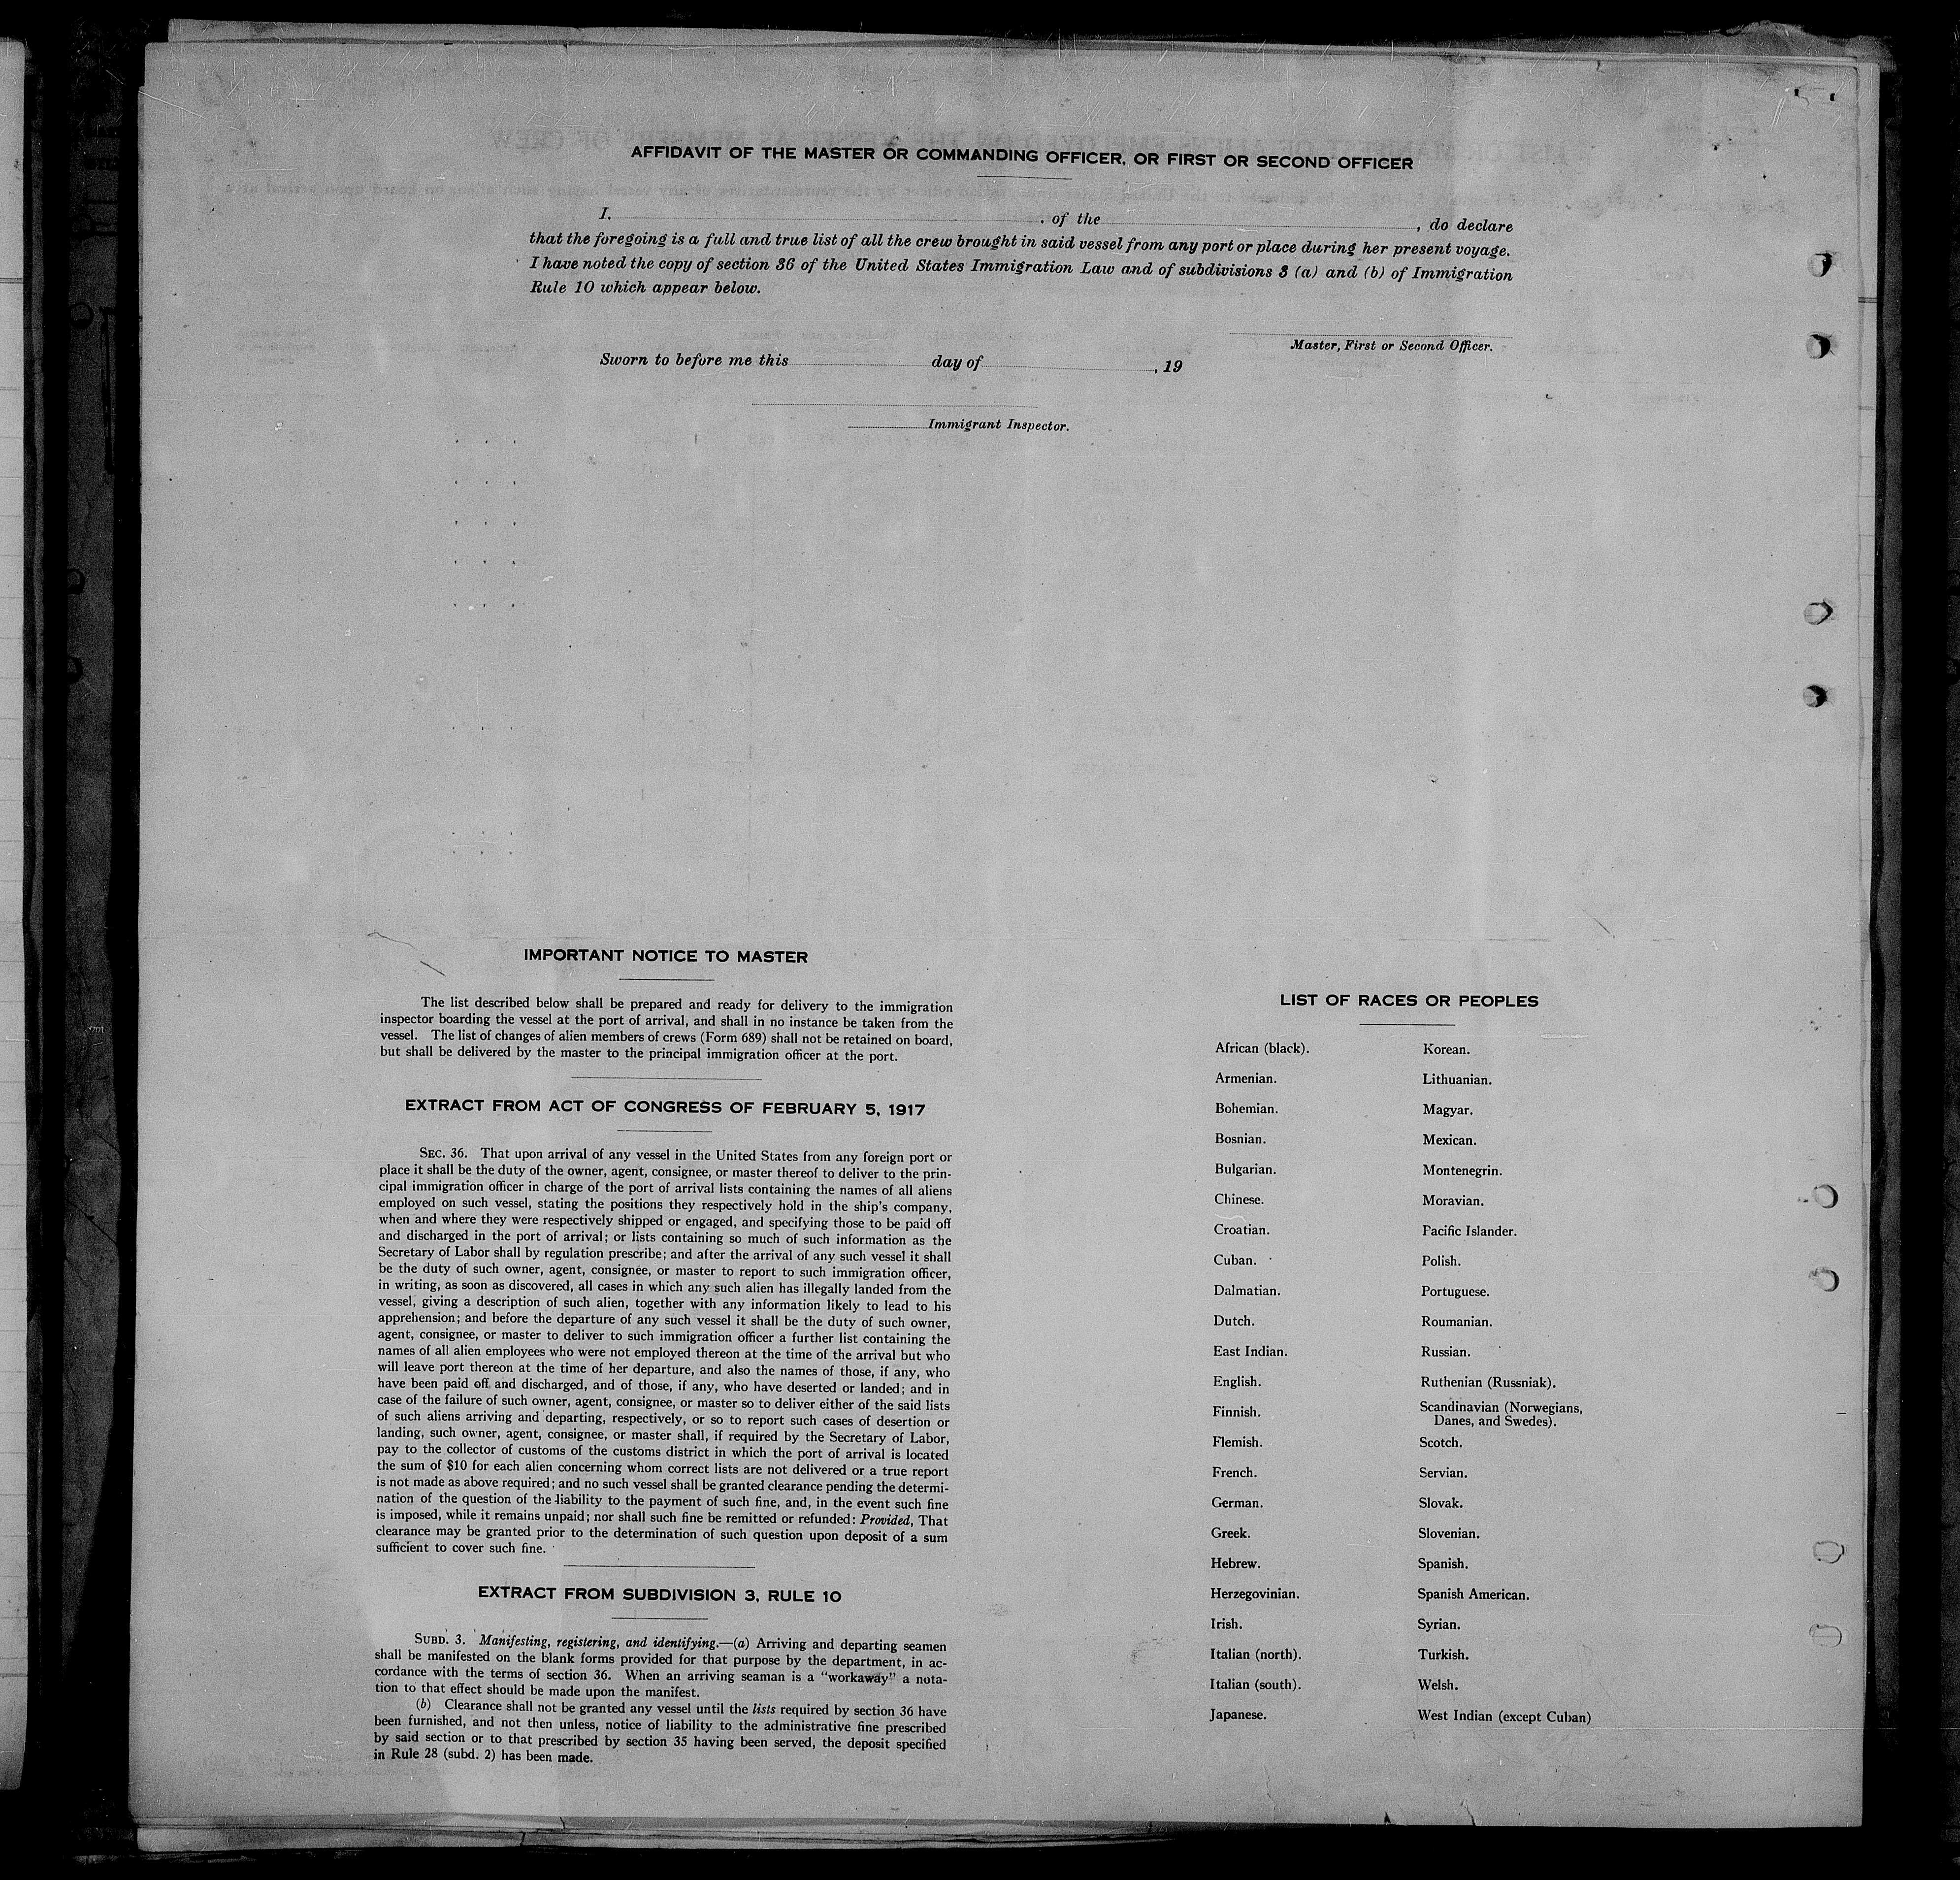 AFFIDAVIT OF THE MASTER OR COMMANDING OFFICER, OR FIRST OR SECOND OFFICER
I, , of the , do declare
that the foregoing is a full and true list of all the crew brought in said vessel from any port or place during her present voyage.
I have noted the copy of section 36 of the United States Immigration Law and of subdivisions 3 (a) and (b) of Immigration
Rule 10 which appear below.
Master, First or Second Officer.
Sworn to before me this day of , 19
Immigrant Inspector.
IMPORTANT NOTICE TO MASTER
The list described below shall be prepared and ready for delivery to the immigration
inspector boarding the vessel at the port of arrival, and shall in no instance be taken from the
vessel. The list of changes of alien members of crews (Form 689) shall not be retained on board,
but shall be delivered by the master to the principal immigration officer at the port.
EXTRACT FROM ACT OF CONGRESS OF FEBRUARY 5, 1917
SEC. 36. That upon arrival of any vessel in the United States from any foreign port or
place it shall be the duty of the owner, agent, consignee, or master thereof to deliver to the prin-
cipal immigration officer in charge of the port of arrival lists containing the names of all aliens
employed on such vessel, stating the positions they respectively hold in the ship's company,
when and where they were respectively shipped or engaged, and specifying those to be paid off
and discharged in the port of arrival; or lists containing so much of such information as the
Secretary of Labor shall by regulation prescribe; and after the arrival of any such vessel it shall
be the duty of such owner, agent, consignee, or master to report to such immigration officer,
in writing, as soon as discovered, all cases in which any such alien has illegally landed from the
vessel, giving a description of such alien, together with any information likely to lead to his
apprehension; and before the departure of any such vessel it shall be the duty of such owner,
agent, consignee, or master to deliver to such immigration officer a further list containing the
names of all alien employees who were not employed thereon at the time of the arrival but who
will leave port thereon at the time of her departure, and also the names of those, if any, who
have been paid off and discharged, and of those, if any, who have deserted or landed; and in
case of the failure of such owner, agent, consignee, or master so to deliver either of the said lists
of such aliens arriving and departing, respectively, or so to report such cases of desertion or
landing, such owner, agent, consignee, or master shall, if required by the Secretary of Labor,
pay to the collector of customs of the customs district in which the port of arrival is located
the sum of $10 for each alien concerning whom correct lists are not delivered or a true report
is not made as above required; and no such vessel shall be granted clearance pending the determi-
nation of the question of the liability to the payment of such fine, and, in the event such fine
is imposed, while it remains unpaid; nor shall such fine be remitted or refunded: Provided, That
clearance may be granted prior to the determination of such question upon deposit of a sum
sufficient to cover such fine.
EXTRACT FROM SUBDIVISION 3, RULE 10
SUBD. 3. Manifesting, registering, and identifying.—(a) Arriving and departing seamen
shall be manifested on the blank forms provided for that purpose by the department, in ac-
cordance with the terms of section 36. When an arriving seaman is a "workaway" a nota-
tion to that effect should be made upon the manifest.
(b) Clearance shall not be granted any vessel until the lists required by section 36 have
been furnished, and not then unless, notice of liability to the administrative fine prescribed
by said section or to that prescribed by section 35 having been served, the deposit specified
in Rule 28 (subd. 2) has been made.
LIST OF RACES OR PEOPLES
African (black).
Armenian.
Bohemian.
Bosnian.
Bulgarian.
Chinese.
Croatian.
Cuban.
Dalmatian.
Dutch.
East Indian.
English.
Finnish.
Flemish.
French.
German.
Greek.
Hebrew.
Herzegovinian.
Irish.
Italian (north).
Italian (south).
Japanese.
Korean.
Lithuanian.
Magyar.
Mexican.
Montenegrin.
Moravian.
Pacific Islander.
Polish.
Portuguese.
Roumanian.
Russian.
Ruthenian (Russniak).
Scandinavian (Norwegians,
Danes, and Swedes).
Scotch.
Servian.
Slovak.
Slovenian.
Spanish.
Spanish American.
Syrian.
Turkish.
Welsh.
West Indian (except Cuban)